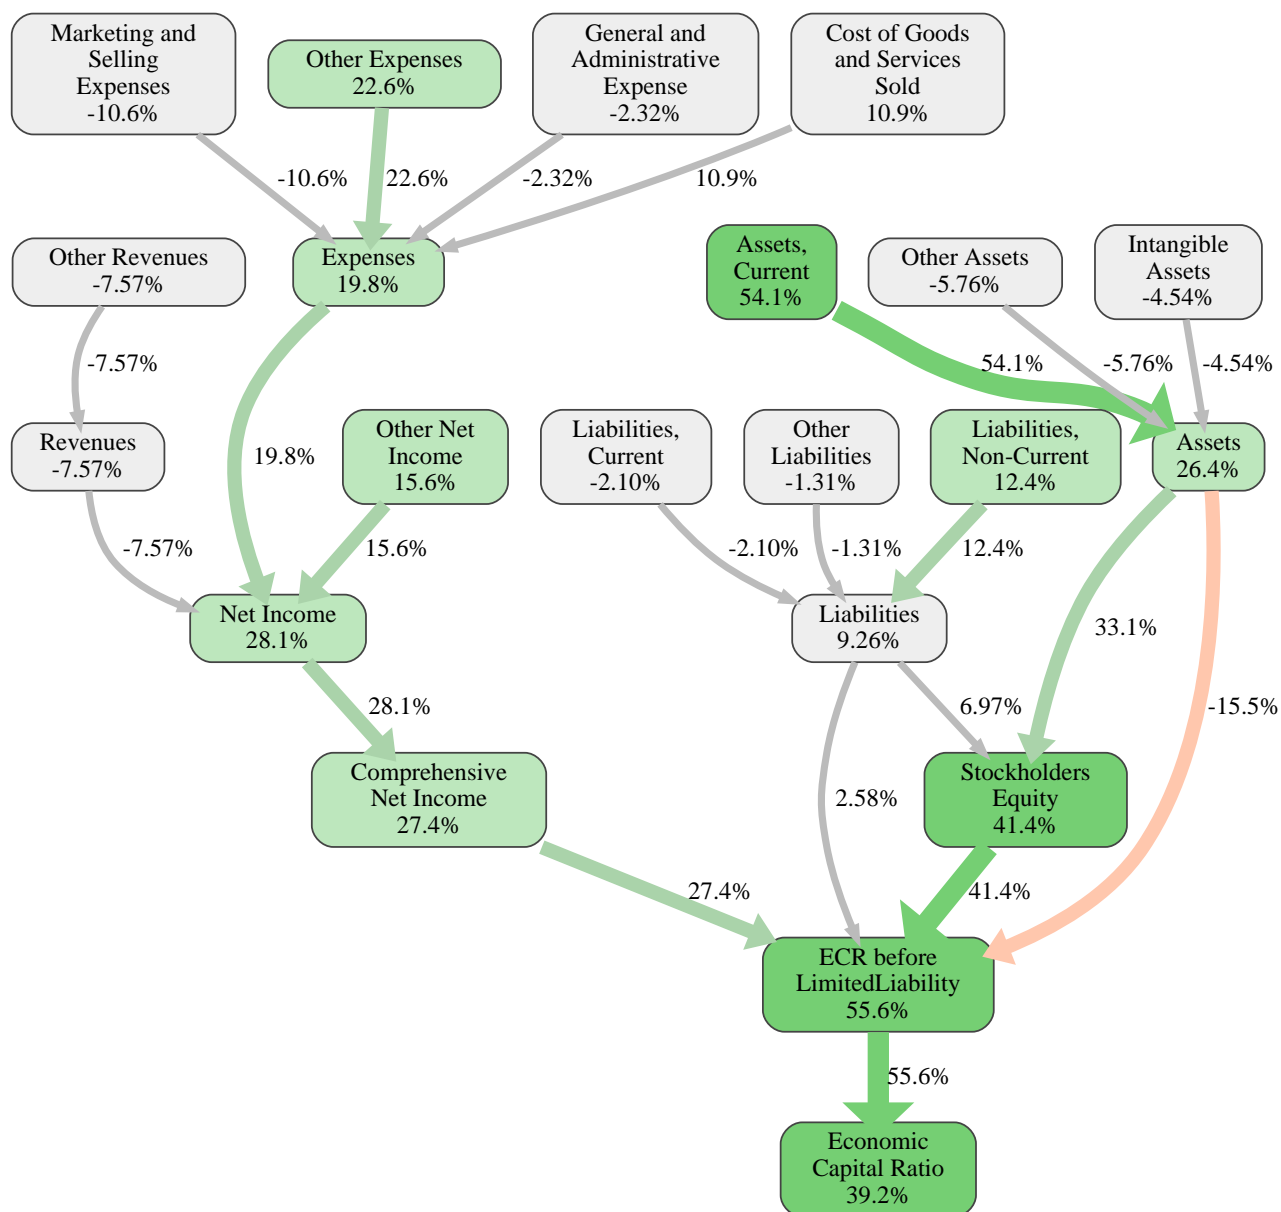 Marketing and
Selling
Expenses
-10.6%
Other Expenses
22.6%
General and
Administrative
Expense
-2.32%
Cost of Goods
and Services
Sold
10.9%
-10.6%
22.6%
-2.32%
10.9%
Other Revenues
-7.57%
Expenses
19.8%
Assets,
Current
54.1%
Other Assets
-5.76%
Intangible
Assets
-4.54%
-7.57%
54.1%
-5.76%
-4.54%
Revenues
-7.57%
19.8%
Other Net
Income
15.6%
Liabilities,
Current
-2.10%
Other
Liabilities
-1.31%
Liabilities,
Non-Current
12.4%
Assets
26.4%
-7.57%
15.6%
-2.10%
-1.31%
12.4%
Net Income
28.1%
Liabilities
9.26%
33.1%
28.1%
6.97%
-15.5%
Comprehensive
Net Income
27.4%
2.58%
Stockholders
Equity
41.4%
27.4%
41.4%
ECR before
LimitedLiability
55.6%
55.6%
Economic
Capital Ratio
39.2%